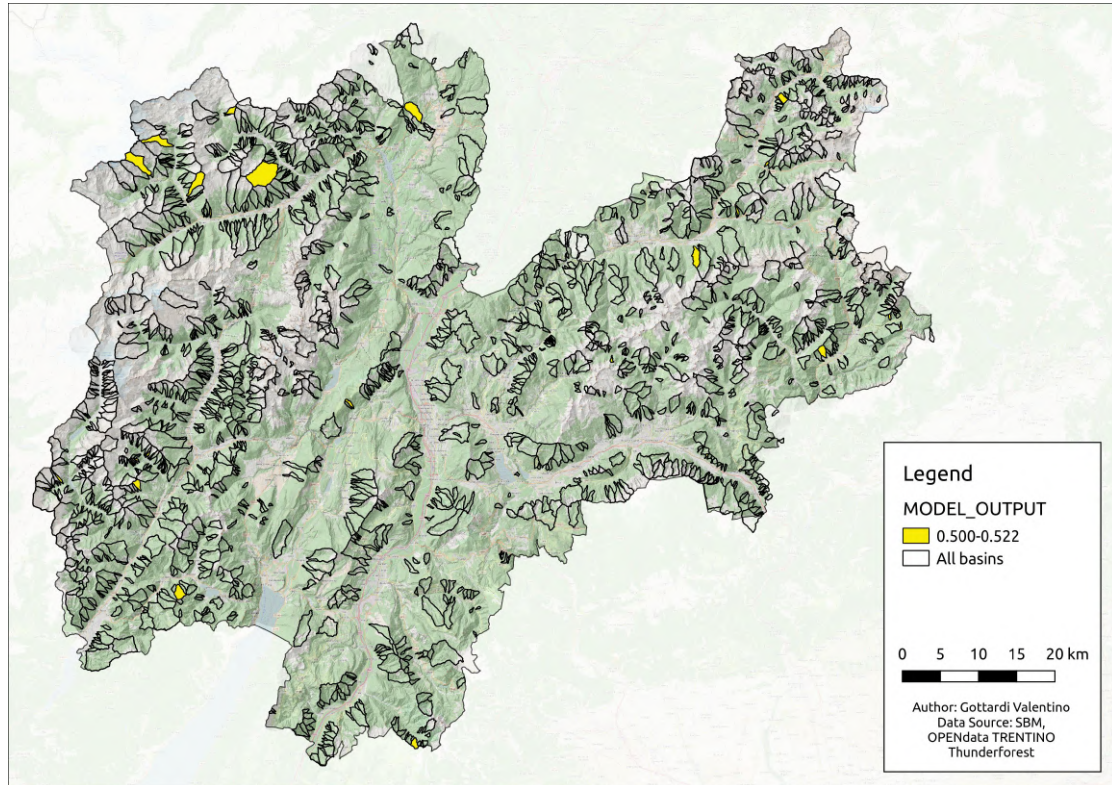 Legend
MODEL_OUTPUT
0.500-0.522
All basins
0 5 10 15 20 km
Author: Gottardi Valentino
Data Source: SBM,
OPENdata TRENTINO
Thunderforest